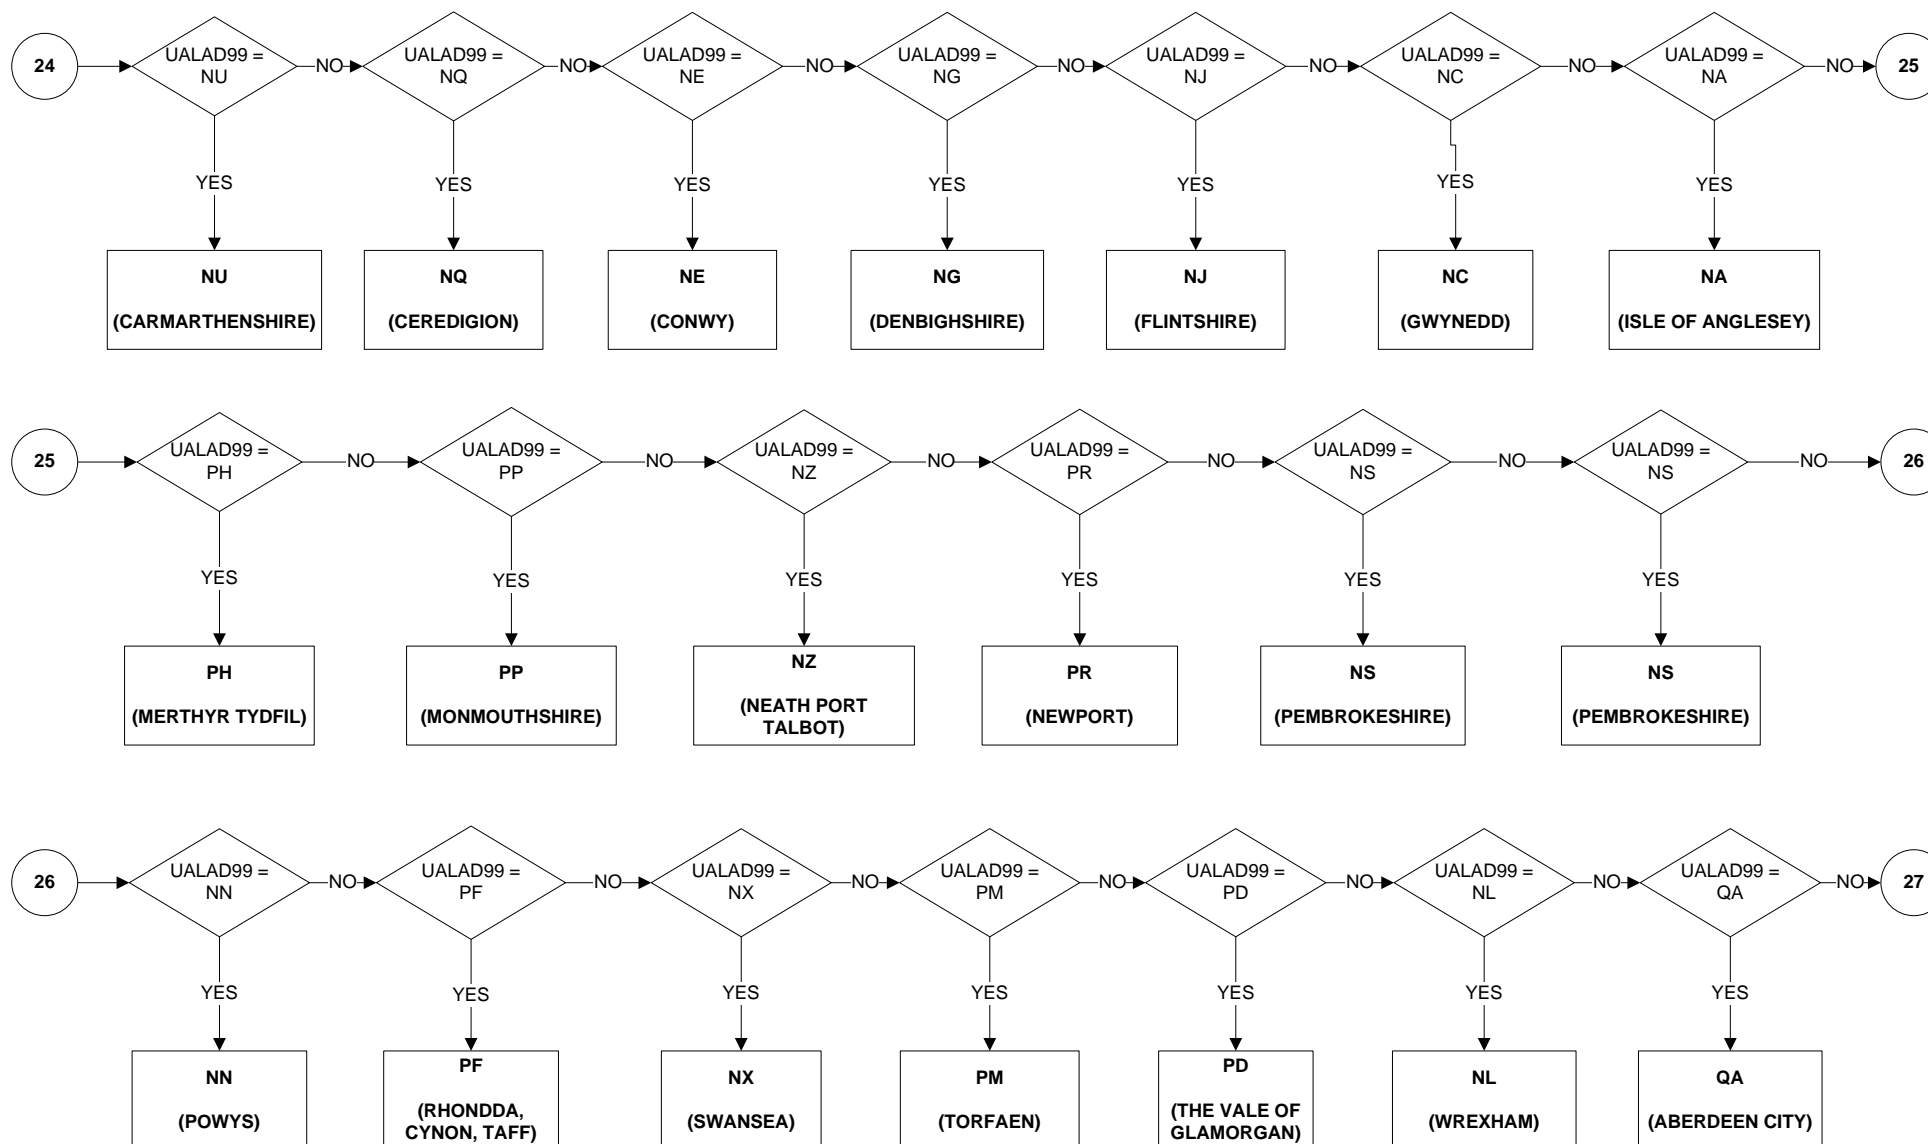 24
UALAD99 =
NU
NO
UALAD99 =
NQ
NO
UALAD99 =
NE
NO
UALAD99 =
NG
NO
UALAD99 =
NJ
NO
UALAD99 =
NC
NO
UALAD99 =
NA
NO
25
YES
YES
YES
YES
YES
YES
YES
NU
(CARMARTHENSHIRE)
NQ
(CEREDIGION)
NE
(CONWY)
NG
(DENBIGHSHIRE)
NJ
(FLINTSHIRE)
NC
(GWYNEDD)
NA
(ISLE OF ANGLESEY)
25
UALAD99 =
PH
NO
UALAD99 =
PP
NO
UALAD99 =
NZ
NO
UALAD99 =
PR
NO
UALAD99 =
NS
NO
UALAD99 =
NS
NO
26
YES
YES
YES
YES
YES
YES
PH
(MERTHYR TYDFIL)
PP
(MONMOUTHSHIRE)
NZ
(NEATH PORT
TALBOT)
PR
(NEWPORT)
NS
(PEMBROKESHIRE)
NS
(PEMBROKESHIRE)
26
UALAD99 =
NN
NO
UALAD99 =
PF
NO
UALAD99 =
NX
NO
UALAD99 =
PM
NO
UALAD99 =
PD
NO
UALAD99 =
NL
NO
UALAD99 =
QA
NO
27
YES
YES
YES
YES
YES
YES
YES
NN
(POWYS)
PF
(RHONDDA,
CYNON, TAFF)
NX
(SWANSEA)
PM
(TORFAEN)
PD
(THE VALE OF
GLAMORGAN)
NL
(WREXHAM)
QA
(ABERDEEN CITY)